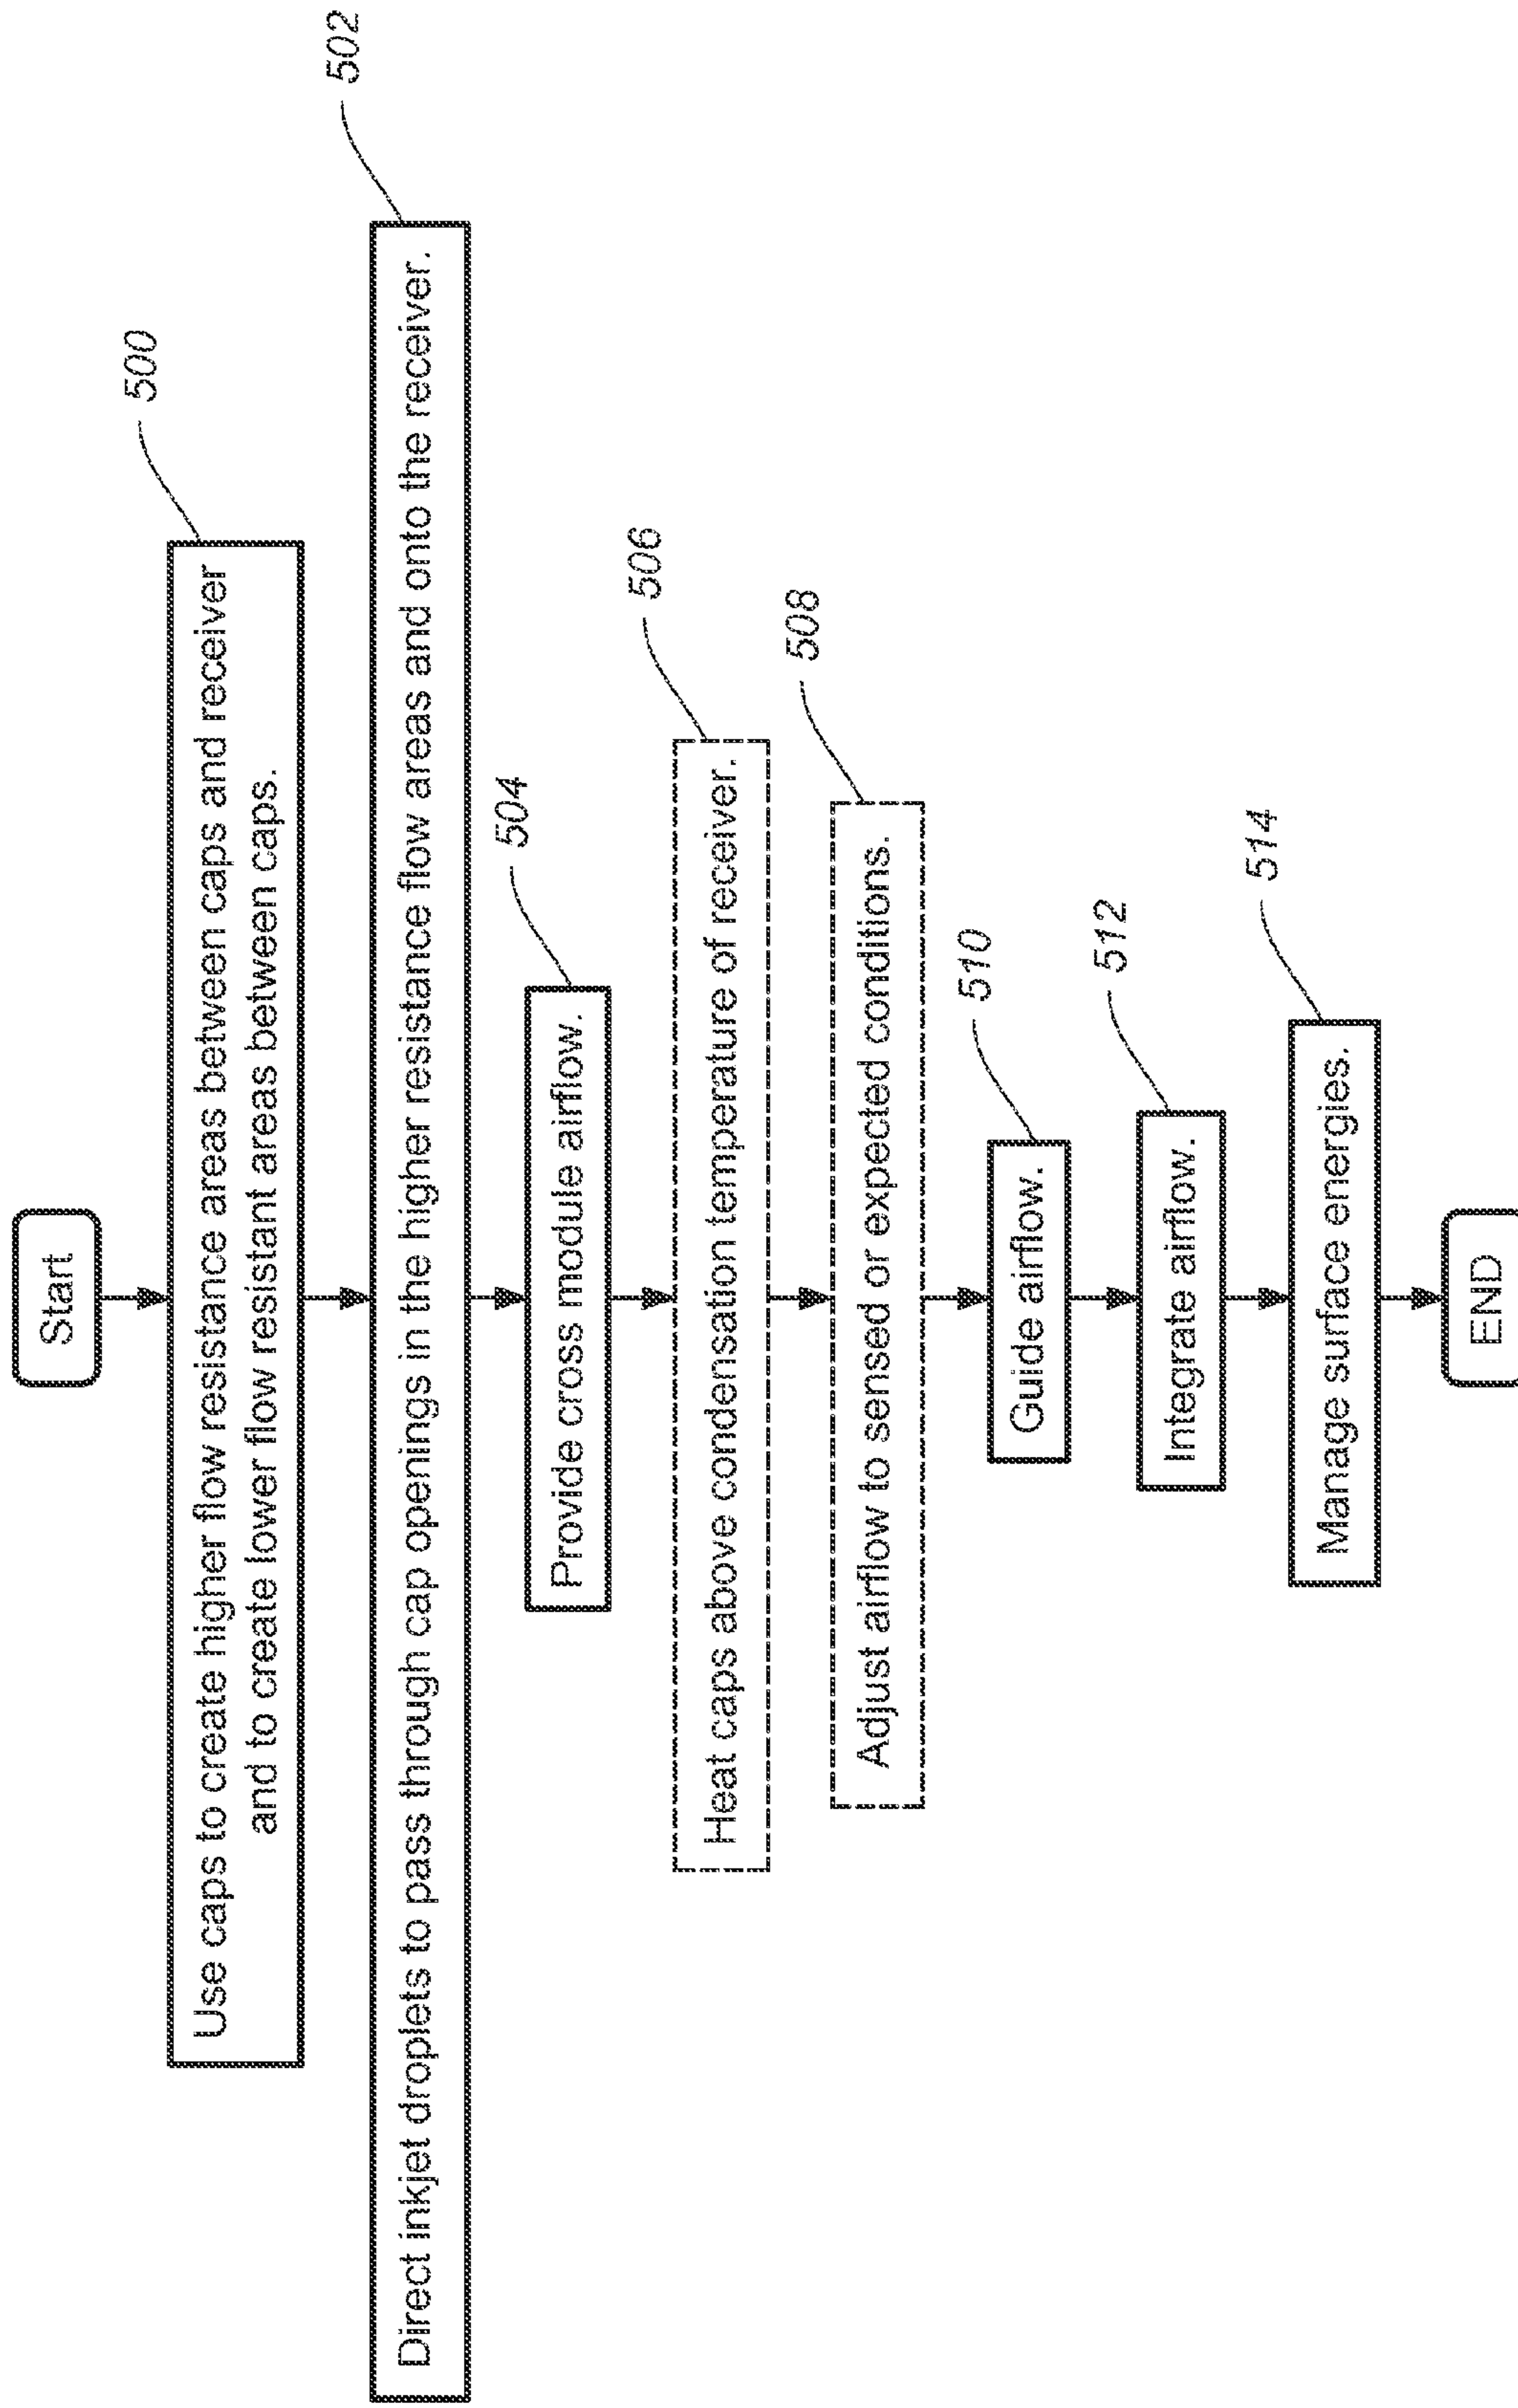 Start
500
Use caps to create higher flow resistance areas between caps and receiver
and to create lower flow resistant areas between caps.
502
Direct inkjet droplets to pass through cap openings in the higher resistance flow areas and onto the receiver.
504
Provide cross module airflow.
506
Heat caps above condensation temperature of receiver.
508
Adjust airflow to sensed or expected conditions.
510
Guide airflow.
512
Integrate airflow.
514
Manage surface energies.
END